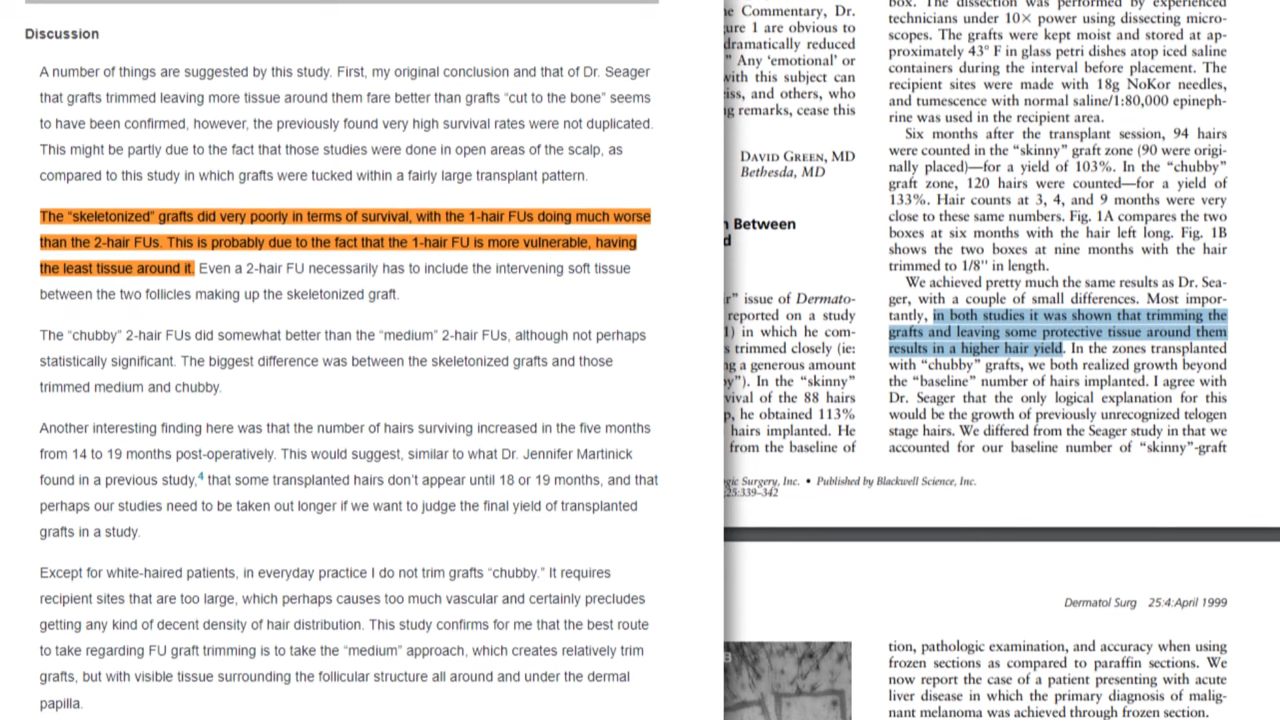 Discussion
A number of things are suggested by this study. First, my original conclusion and that of Dr. Seager
that grafts trimmed leaving more tissue around them fare better than grafts “cut to the bone” seems
to have been confirmed, however, the previously found very high survival rates were not duplicated.
This might be partly due to the fact that those studies were done in open areas of the scalp, as
compared to this study in which grafts were tucked within a fairly large transplant pattern.
The “skeletonized” grafts did very poorly in terms of survival, with the 1-hair FUs doing much worse
than the 2-hair FUs. This is probably due to the fact that the 1-hair FU is more vulnerable, having
the least tissue around it. Even a 2-hair FU necessarily has to include the intervening soft tissue
between the two follicles making up the skeletonized graft.
The “chubby” 2-hair FUs did somewhat better than the “medium” 2-hair FUs, although not perhaps
statistically significant. The biggest difference was between the skeletonized grafts and those
trimmed medium and chubby.
Another interesting finding here was that the number of hairs surviving increased in the five months
from 14 to 19 months post-operatively. This would suggest, similar to what Dr. Jennifer Martinick
found in a previous study,4 that some transplanted hairs don’t appear until 18 or 19 months, and that
perhaps our studies need to be taken out longer if we want to judge the final yield of transplanted
grafts in a study.
Except for white-haired patients, in everyday practice I do not trim grafts “chubby.” It requires
recipient sites that are too large, which perhaps causes too much vascular and certainly precludes
getting any kind of decent density of hair distribution. This study confirms for me that the best route
to take regarding FU graft trimming is to take the “medium” approach, which creates relatively trim
grafts, but with visible tissue surrounding the follicular structure all around and under the dermal
papilla.
Commentary, Dr.
ure 1 are obvious to
dramatically reduced
” Any ‘emotional’ or
with this subject can
iss, and others, who
g remarks, cease this
DAVID GREEN, MD
Bethesda, MD
Between
d
r” issue of Dermato-
reported on a study
1) in which he com-
s trimmed closely (ie:
ng a generous amount
y”). In the “skinny”
vival of the 88 hairs
p, he obtained 113%
hairs implanted. He
from the baseline of
box. The dissection was performed by experienced
technicians under 10× power using dissecting micro-
scopes. The grafts were kept moist and stored at ap-
proximately 43° F in glass petri dishes atop iced saline
containers during the interval before placement. The
recipient sites were made with 18g NoKor needles,
and tumescence with normal saline/1:80,000 epineph-
rine was used in the recipient area.
Six months after the transplant session, 94 hairs
were counted in the “skinny” graft zone (90 were origi-
nally placed)—for a yield of 103%. In the “chubby”
graft zone, 120 hairs were counted—for a yield of
133%. Hair counts at 3, 4, and 9 months were very
close to these same numbers. Fig. 1A compares the two
boxes at six months with the hair left long. Fig. 1B
shows the two boxes at nine months with the hair
trimmed to 1/8" in length.
We achieved pretty much the same results as Dr. Sea-
ger, with a couple of small differences. Most impor-
tantly, in both studies it was shown that trimming the
grafts and leaving some protective tissue around them
results in a higher hair yield. In the zones transplanted
with “chubby” grafts, we both realized growth beyond
the “baseline” number of hairs implanted. I agree with
Dr. Seager that the only logical explanation for this
would be the growth of previously unrecognized telogen
stage hairs. We differed from the Seager study in that we
accounted for our baseline number of “skinny”-graft
gic Surgery, Inc. • Published by Blackwell Science, Inc.
25:339–342
Dermatol Surg 25:4:April 1999
B
tion, pathologic examination, and accuracy when using
frozen sections as compared to paraffin sections. We
now report the case of a patient presenting with acute
liver disease in which the primary diagnosis of malig-
nant melanoma was achieved through frozen section.